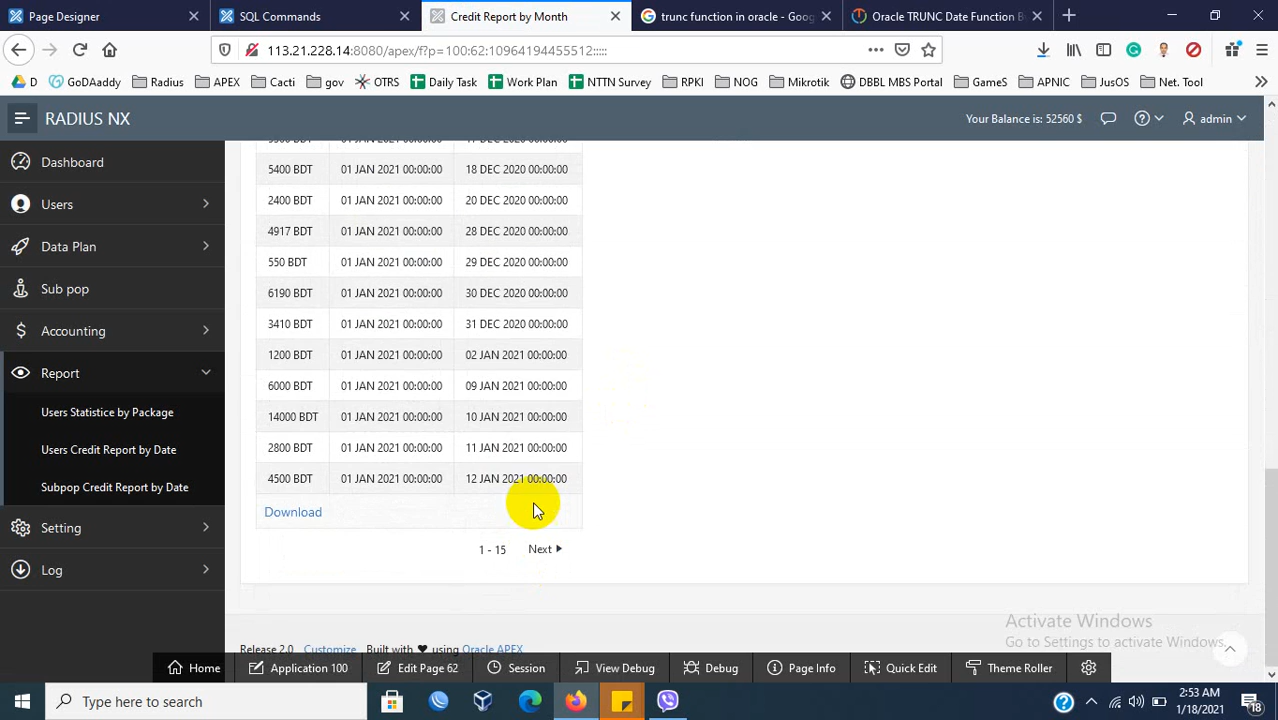 Page Designer
SQL Commands
Credit Report by Month
trunc function in oracle - Goog
Oracle TRUNC Date Function B
113.21.228.14:8080/apex/f?p=100:62:10964194455512:::::
D
GoDAaddy
Radius
APEX
Cacti
gov
OTRS
Daily Task
Work Plan
NTTN Survey
RPKI
NOG
Mikrotik
DBBL MBS Portal
GameS
APNIC
JusOS
Net. Tool
RADIUS NX
Your Balance is: 52560 $
admin
Dashboard
Users
Data Plan
Sub pop
Accounting
Report
Users Statistice by Package
Users Credit Report by Date
Subpop Credit Report by Date
Setting
Log
5400 BDT 01 JAN 2021 00:00:00 18 DEC 2020 00:00:00
2400 BDT 01 JAN 2021 00:00:00 20 DEC 2020 00:00:00
4917 BDT 01 JAN 2021 00:00:00 28 DEC 2020 00:00:00
550 BDT 01 JAN 2021 00:00:00 29 DEC 2020 00:00:00
6190 BDT 01 JAN 2021 00:00:00 30 DEC 2020 00:00:00
3410 BDT 01 JAN 2021 00:00:00 31 DEC 2020 00:00:00
1200 BDT 01 JAN 2021 00:00:00 02 JAN 2021 00:00:00
6000 BDT 01 JAN 2021 00:00:00 09 JAN 2021 00:00:00
14000 BDT 01 JAN 2021 00:00:00 10 JAN 2021 00:00:00
2800 BDT 01 JAN 2021 00:00:00 11 JAN 2021 00:00:00
4500 BDT 01 JAN 2021 00:00:00 12 JAN 2021 00:00:00
Download
1 - 15 Next
Activate Windows
Go to Settings to activate Windows.
Release 2.0 Customize Built with ♥ using Oracle APEX
Home
Application 100
Edit Page 62
Session
View Debug
Debug
Page Info
Quick Edit
Theme Roller
Type here to search
2:53 AM
1/18/2021
18